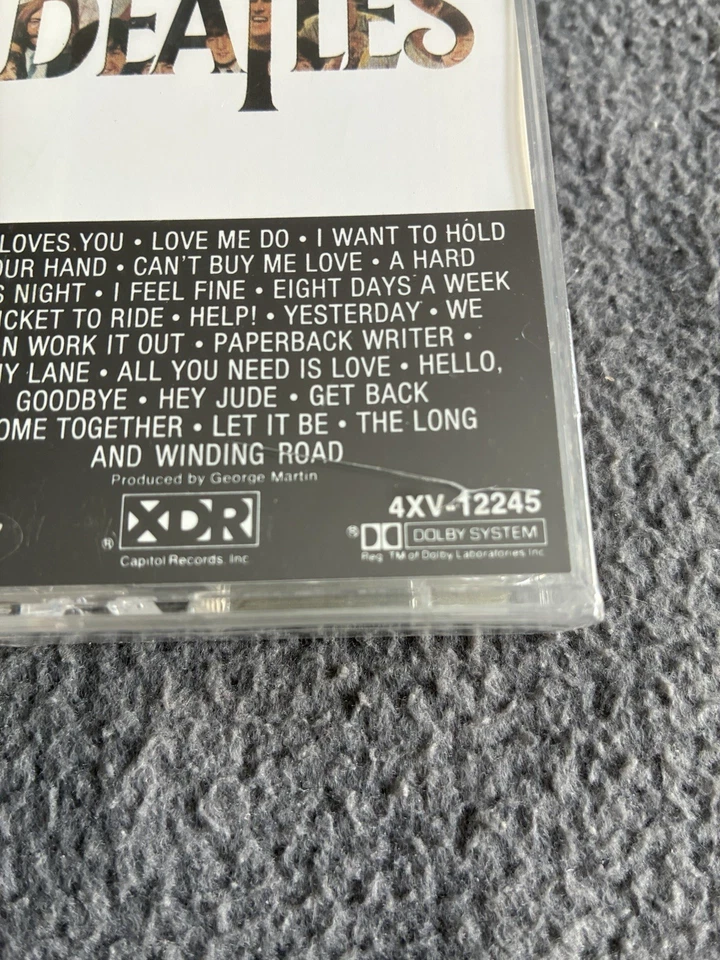 BEATLES
LOVES YOU • LOVE ME DO • I WANT TO HOLD
OUR HAND • CAN'T BUY ME LOVE • A HARD
S NIGHT • I FEEL FINE • EIGHT DAYS A WEEK
ICKET TO RIDE • HELP! • YESTERDAY • WE
N WORK IT OUT • PAPERBACK WRITER •
NY LANE • ALL YOU NEED IS LOVE • HELLO,
GOODBYE • HEY JUDE • GET BACK
OME TOGETHER • LET IT BE • THE LONG
AND WINDING ROAD
Produced by George Martin
4XV-12245
® XDR
® DOLBY SYSTEM
Capitol Records, Inc
Reg. TM of Dolby Laboratories Inc